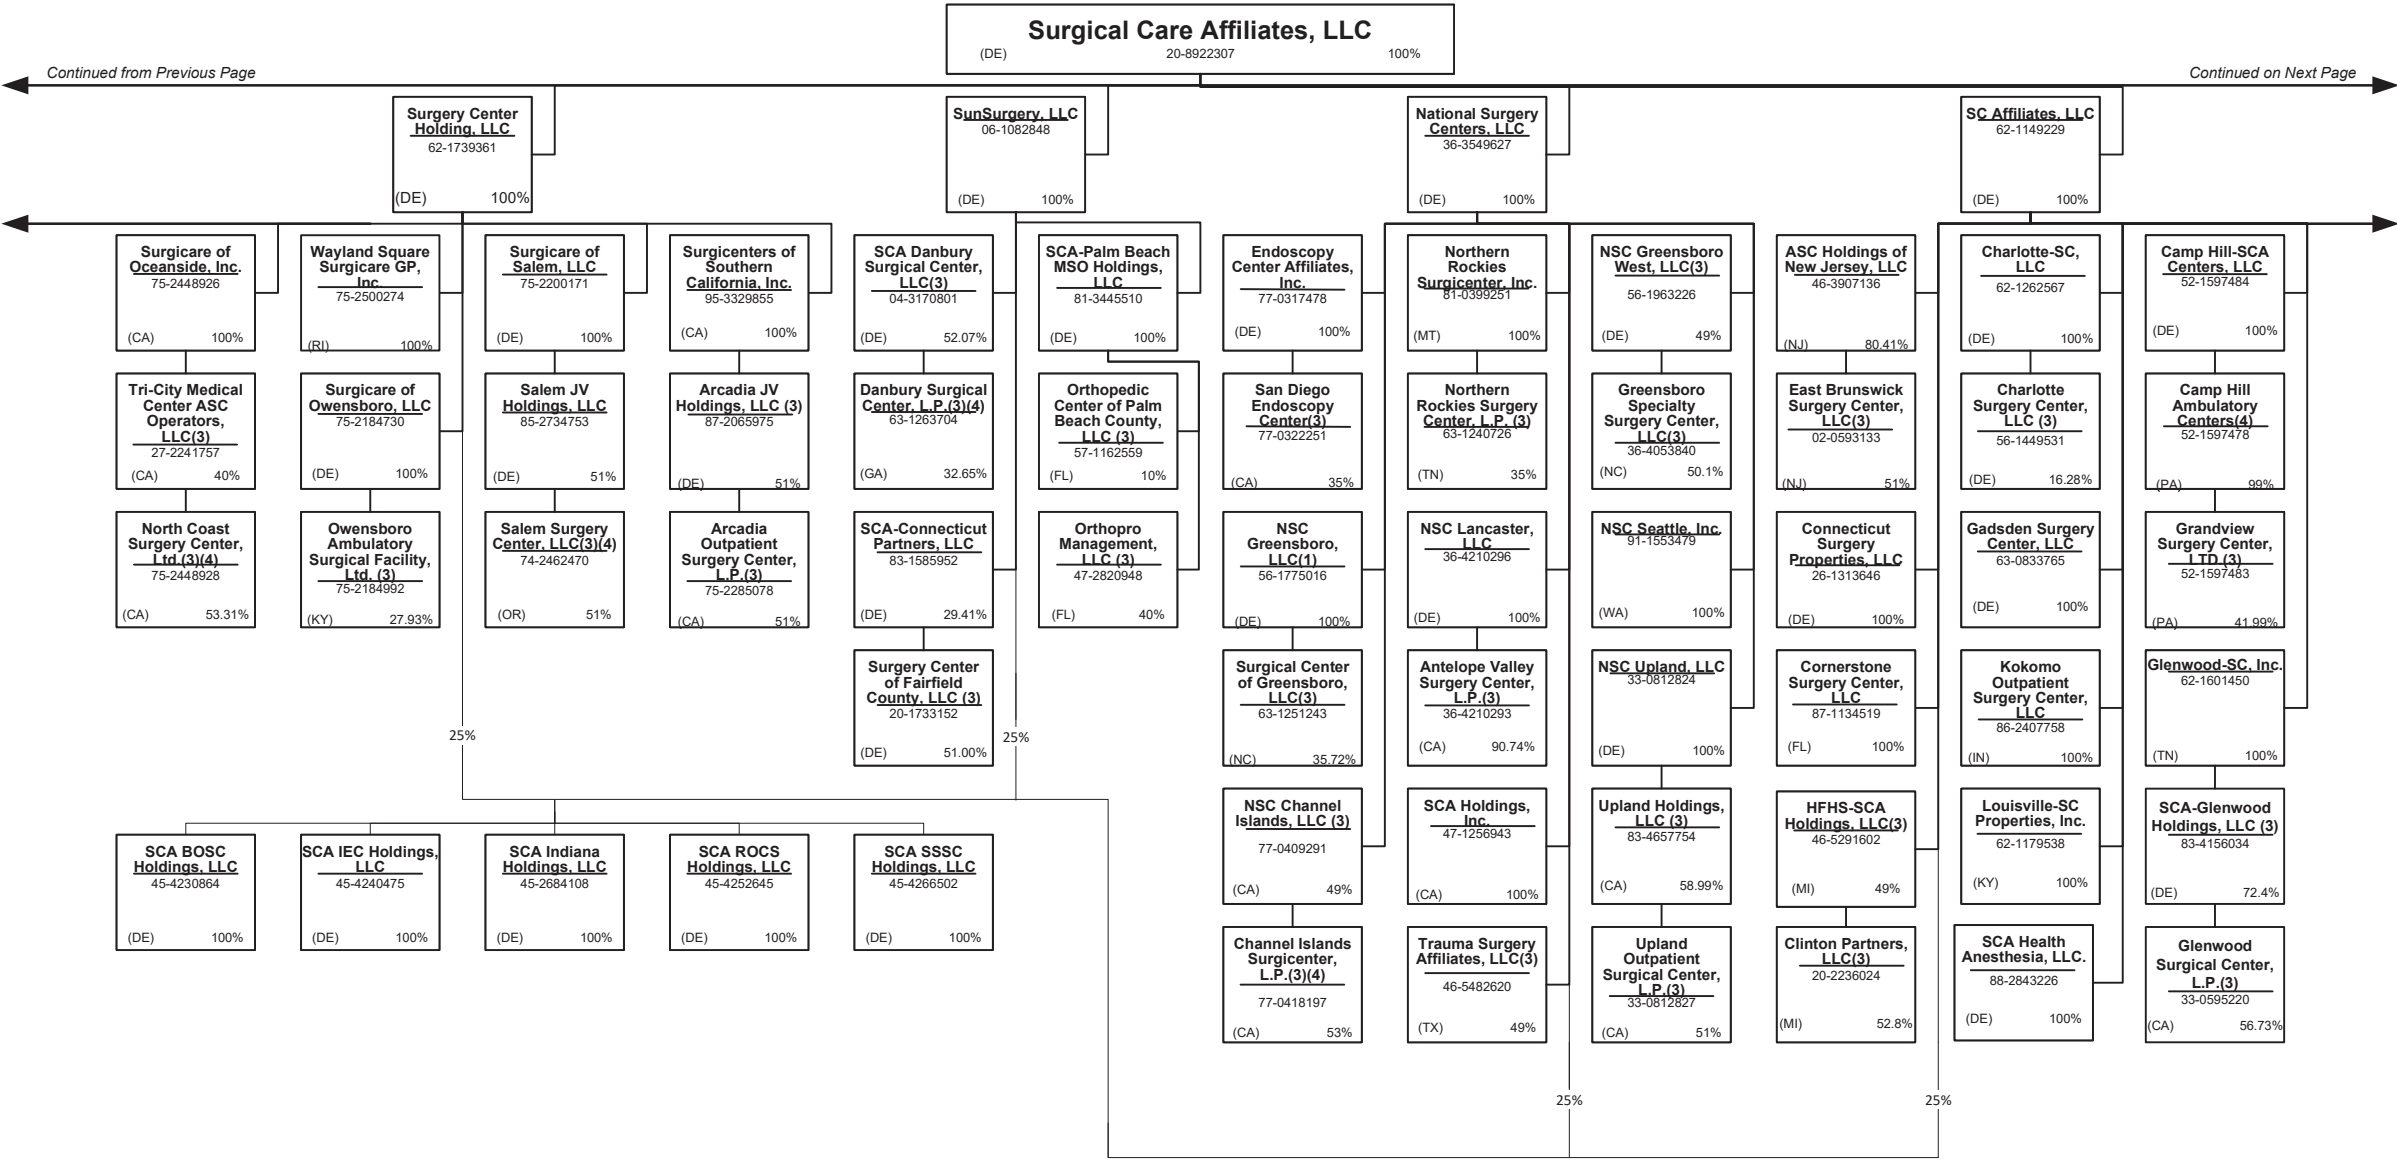 Surgical Care Affiliates, LLC
(DE) 20-8922307 100%
Continued from Previous Page
Continued on Next Page
Surgery Center
Holding, LLC
62-1739361
(DE) 100%
SunSurgery, LLC
06-1082848
(DE) 100%
National Surgery
Centers, LLC
36-3549627
(DE) 100%
SC Affiliates, LLC
62-1149229
(DE) 100%
Surgicare of
Oceanside, Inc.
75-2448926
(CA) 100%
Wayland Square
Surgicare GP,
Inc.
75-2500274
(RI) 100%
Surgicare of
Salem, LLC
75-2200171
(DE) 100%
Surgicenters of
Southern
California, Inc.
95-3329855
(CA) 100%
SCA Danbury
Surgical Center,
LLC(3)
04-3170801
(DE) 52.07%
SCA-Palm Beach
MSO Holdings,
LLC
81-3445510
(DE) 100%
Endoscopy
Center Affiliates,
Inc.
77-0317478
(DE) 100%
Northern
Rockies
Surgicenter, Inc.
81-0399251
(MT) 100%
NSC Greensboro
West, LLC(3)
56-1963226
(DE) 49%
ASC Holdings of
New Jersey, LLC
46-3907136
(NJ) 80.41%
Charlotte-SC,
LLC
62-1262567
(DE) 100%
Camp Hill-SCA
Centers, LLC
52-1597484
(DE) 100%
Tri-City Medical
Center ASC
Operators,
LLC(3)
27-2241757
(CA) 40%
Surgicare of
Owensboro, LLC
75-2184730
(DE) 100%
Salem JV
Holdings, LLC
85-2734753
(DE) 51%
Arcadia JV
Holdings, LLC (3)
87-2065975
(DE) 51%
Danbury Surgical
Center, L.P.(3)(4)
63-1263704
(GA) 32.65%
Orthopedic
Center of Palm
Beach County,
LLC (3)
57-1162559
(FL) 10%
San Diego
Endoscopy
Center(3)
77-0322251
(CA) 35%
Northern
Rockies Surgery
Center, L.P. (3)
63-1240726
(TN) 35%
Greensboro
Specialty
Surgery Center,
LLC(3)
36-4053840
(NC) 50.1%
East Brunswick
Surgery Center,
LLC(3)
02-0593133
(NJ) 51%
Charlotte
Surgery Center,
LLC (3)
56-1449531
(DE) 16.28%
Camp Hill
Ambulatory
Centers(4)
52-1597478
(PA) 99%
North Coast
Surgery Center,
Ltd.(3)(4)
75-2448928
(CA) 53.31%
Owensboro
Ambulatory
Surgical Facility,
Ltd. (3)
75-2184992
(KY) 27.93%
Salem Surgery
Center, LLC(3)(4)
74-2462470
(OR) 51%
Arcadia
Outpatient
Surgery Center,
L.P.(3)
75-2285078
(CA) 51%
SCA-Connecticut
Partners, LLC
83-1585952
(DE) 29.41%
Orthopro
Management,
LLC (3)
47-2820948
(FL) 40%
NSC
Greensboro,
LLC(1)
56-1775016
(DE) 100%
NSC Lancaster,
LLC
36-4210296
(DE) 100%
NSC Seattle, Inc.
91-1553479
(WA) 100%
Connecticut
Surgery
Properties, LLC
26-1313646
(DE) 100%
Gadsden Surgery
Center, LLC
63-0833765
(DE) 100%
Grandview
Surgery Center,
LTD.(3)
52-1597483
(PA) 41.99%
Surgery Center
of Fairfield
County, LLC (3)
20-1733152
(DE) 51.00%
Surgical Center
of Greensboro,
LLC(3)
63-1251243
(NC) 35.72%
Antelope Valley
Surgery Center,
L.P.(3)
36-4210293
(CA) 90.74%
NSC Upland, LLC
33-0812824
(DE) 100%
Cornerstone
Surgery Center,
LLC
87-1134519
(FL) 100%
Kokomo
Outpatient
Surgery Center,
LLC
86-2407758
(IN) 100%
Glenwood-SC, Inc.
62-1601450
(TN) 100%
25%
25%
NSC Channel
Islands, LLC (3)
77-0409291
(CA) 49%
SCA Holdings,
Inc.
47-1256943
(CA) 100%
Upland Holdings,
LLC (3)
83-4657754
(CA) 58.99%
HFHS-SCA
Holdings, LLC(3)
46-5291602
(MI) 49%
Louisville-SC
Properties, Inc.
62-1179538
(KY) 100%
SCA-Glenwood
Holdings, LLC (3)
83-4156034
(DE) 72.4%
SCA BOSC
Holdings, LLC
45-4230864
(DE) 100%
SCA IEC Holdings,
LLC
45-4240475
(DE) 100%
SCA Indiana
Holdings, LLC
45-2684108
(DE) 100%
SCA ROCS
Holdings, LLC
45-4252645
(DE) 100%
SCA SSSC
Holdings, LLC
45-4266502
(DE) 100%
Channel Islands
Surgicenter,
L.P.(3)(4)
77-0418197
(CA) 53%
Trauma Surgery
Affiliates, LLC(3)
46-5482620
(TX) 49%
Upland
Outpatient
Surgical Center,
L.P.(3)
33-0812827
(CA) 51%
Clinton Partners,
LLC(3)
20-2236024
(MI) 52.8%
SCA Health
Anesthesia, LLC.
88-2843226
(DE) 100%
Glenwood
Surgical Center,
L.P.(3)
33-0595220
(CA) 56.73%
25%
25%